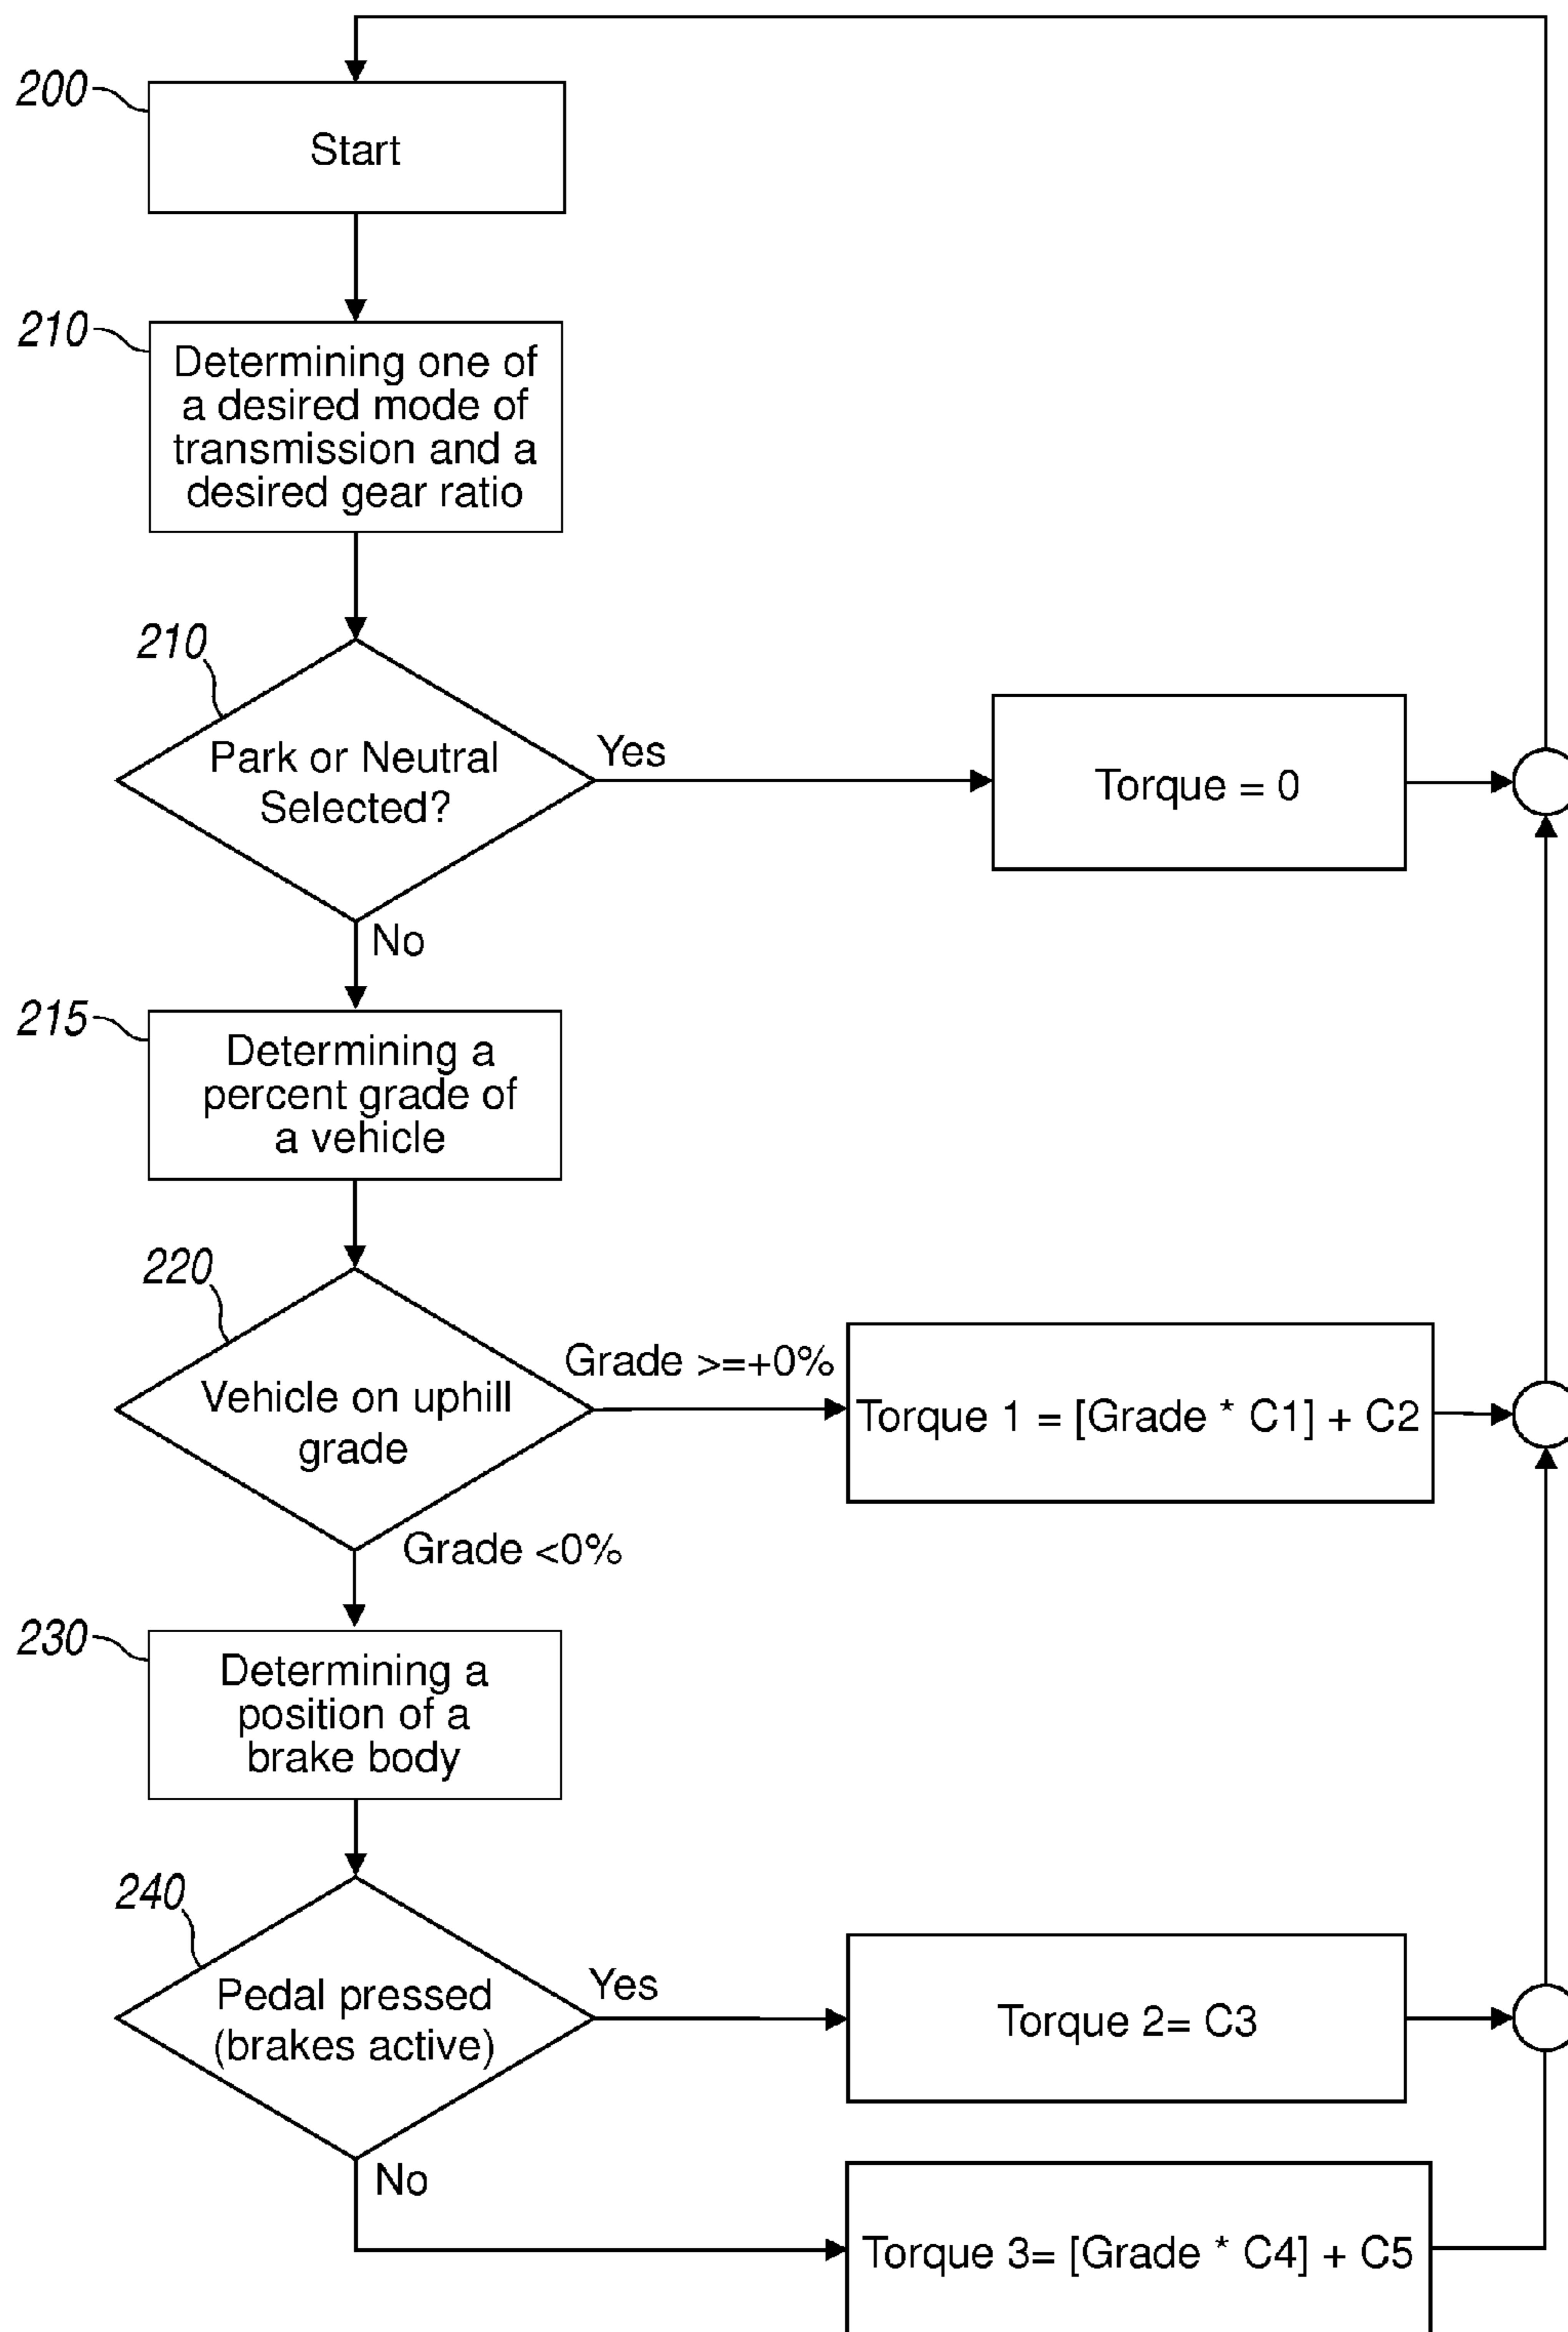 200
Start
210
Determining one of
a desired mode of
transmission and a
desired gear ratio
210
Park or Neutral
Selected?
Yes
Torque = 0
No
215
Determining a
percent grade of
a vehicle
220
Vehicle on uphill
grade
Grade >=+0%
Torque 1 = [Grade * C1] + C2
Grade <0%
230
Determining a
position of a
brake body
240
Pedal pressed
(brakes active)
Yes
Torque 2= C3
No
Torque 3= [Grade * C4] + C5